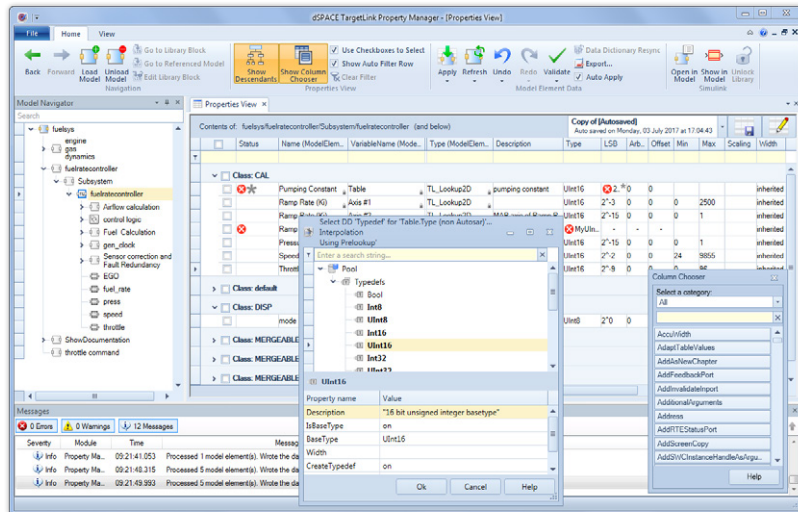 dSPACE TargetLink Property Manager - [Properties View]
File Home View
Back Forward Load Model Unload Model
Go to Library Block
Go to Referenced Model
Edit Library Block
Navigation
Show Descendants Show Column Chooser
Use Checkboxes to Select
Show Auto Filter Row
Clear Filter
Properties View
Apply Refresh Undo Redo Validate
Data Dictionary Resync
Export...
Auto Apply
Model Element Data
Open in Model Show in Model Unlock Library
Simulink
Model Navigator
Search
fuelsys
engine gas dynamics
fuelratecontroller
Subsystem
fuelratecontroller
Airflow calculation
control logic
Fuel Calculation
gen_clock
Sensor correction and Fault Redundancy
EGO
fuel_rate
press
speed
throttle
ShowDocumentation
throttle command
Properties View
Contents of: fuelsys/fuelratecontroller/Subsystem/fuelratecontroller (and below)
Copy of [Autosaved]
Auto saved on Monday, 03 July 2017 at 17:04:43
Status Name (ModelElem... VariableName (Mode... Type (ModelElem... Description Type LSB Arb... Offset Min Max Scaling Width
Class: CAL
Pumping Constant Table TL_Lookup2D pumping constant UInt16 2. 0 0 inherited
Ramp Rate (Ki) Axis #1 TL_Lookup2D UInt16 2^-3 0 0 2500 inherited
Ramp UInt16 2^-15 0 0 1 inherited
Ramp MyUIn... - - - inherited
Press UInt16 2^-15 0 0 1 inherited
Speed UInt16 2^-2 0 24 9855 inherited
Throttl UInt16 2^-9 0 0 96 inherited
Class: default
Class: DISP
mode UInt8 2^0 0
Class: MERGEABLE
Class: MERGEABLE
Class: MERGEABLE
Select DD 'Typedef' for 'Table.Type (non Autosar)'...
Interpolation
Using Prelookup'
Enter a search string...
Pool
Typedefs
Bool
Int8
UInt8
Int16
UInt16
Int32
UInt32
UInt16
Property name Value
Description "16 bit unsigned integer basetype"
IsBaseType on
BaseType UInt16
Width
CreateTypedef on
Ok Cancel Help
Column Chooser
Select a category:
All
AccuWidth
AdaptTableValues
AddAsNewChapter
AddFeedbackPort
AddInvalidateInport
AdditionalArguments
Address
AddRTEStatusPort
AddScreenCopy
AddSWCInstanceHandleAsArgu...
Help
Messages
0 Errors 0 Warnings 12 Messages
Severity Module Time Messag
Info Property Ma... 09:21:41.053 Processed 1 model element(s). Wrote the da
Info Property Ma... 09:21:48.315 Processed 5 model element(s). Wrote the da
Info Property Ma... 09:21:49.993 Processed 5 model element(s). Wrote the da